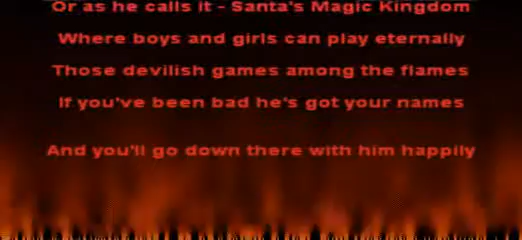 Or as he calls it - Santa's Magic Kingdom
Where boys and girls can play eternally
Those devilish games among the flames
If you've been bad he's got your names
And you'll go down there with him happily